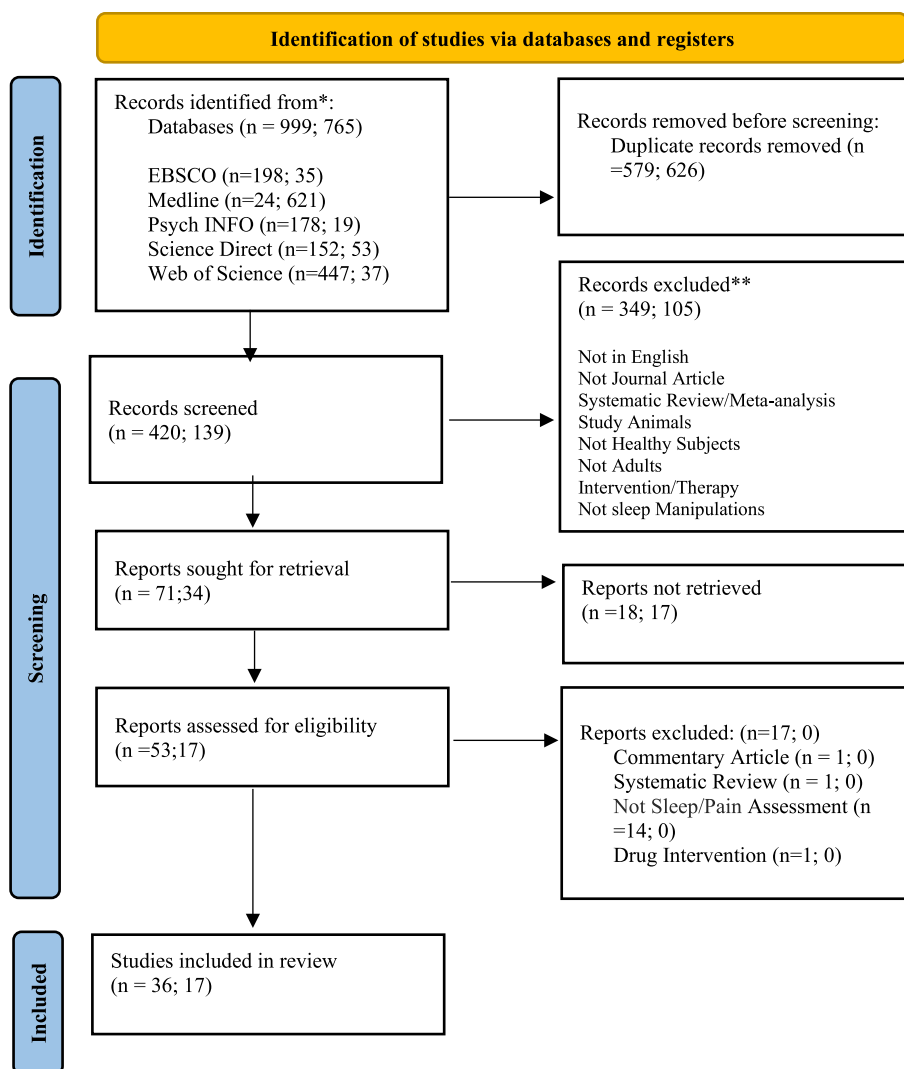 Identification of studies via databases and registers
Identification
Records identified from*:
Databases (n = 999; 765)
EBSCO (n=198; 35)
Medline (n=24; 621)
Psych INFO (n=178; 19)
Science Direct (n=152; 53)
Web of Science (n=447; 37)
Records removed before screening:
Duplicate records removed (n
=579; 626)
Screening
Records screened
(n = 420; 139)
Records excluded**
(n = 349; 105)
Not in English
Not Journal Article
Systematic Review/Meta-analysis
Study Animals
Not Healthy Subjects
Not Adults
Intervention/Therapy
Not sleep Manipulations
Reports sought for retrieval
(n = 71;34)
Reports not retrieved
(n =18; 17)
Reports assessed for eligibility
(n =53;17)
Reports excluded: (n=17; 0)
Commentary Article (n = 1; 0)
Systematic Review (n = 1; 0)
Not Sleep/Pain Assessment (n
=14; 0)
Drug Intervention (n=1; 0)
Included
Studies included in review
(n = 36; 17)